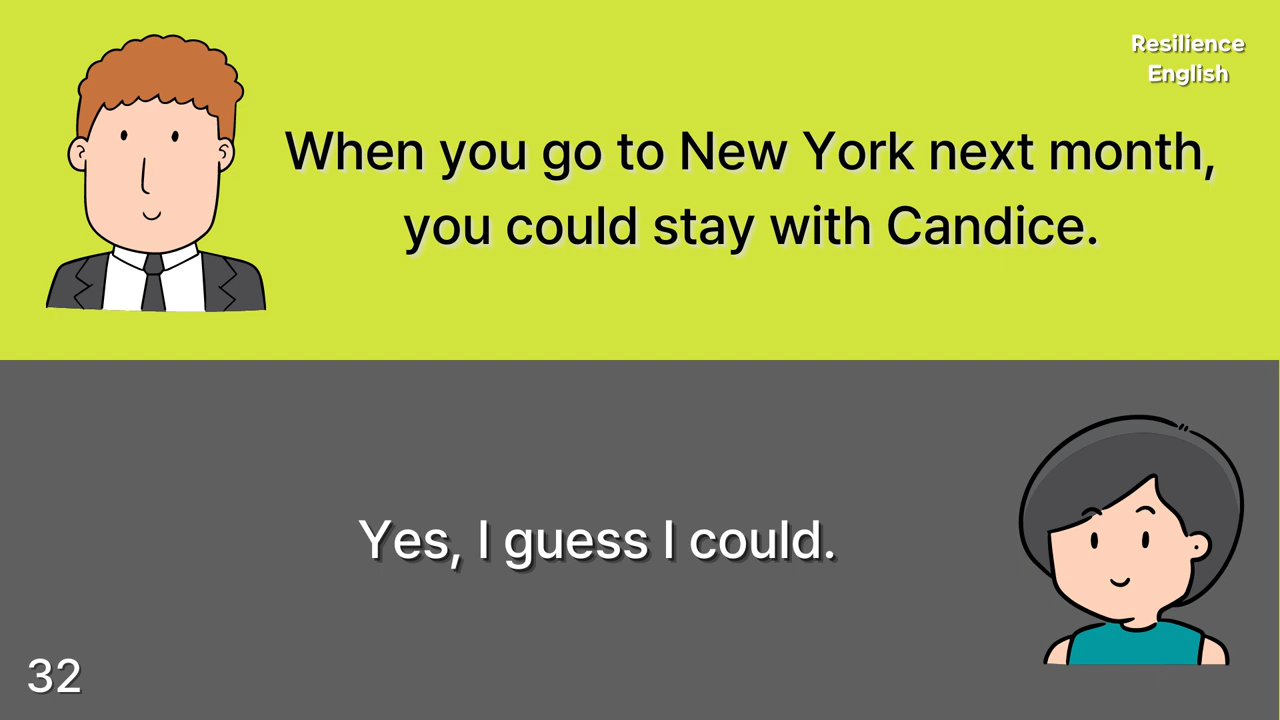 Resilience
English
When you go to New York next month,
you could stay with Candice.
Yes, I guess I could.
32